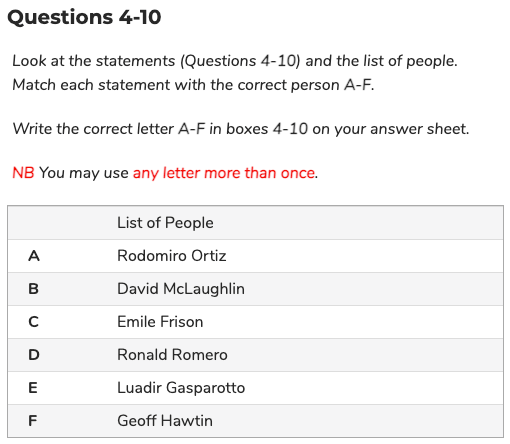 Questions 4-10
Look at the statements (Questions 4-10) and the list of people.
Match each statement with the correct person A-F.
Write the correct letter A-F in boxes 4-10 on your answer sheet.
NB You may use any letter more than once.
List of People
A Rodomiro Ortiz
B David McLaughlin
C Emile Frison
D Ronald Romero
E Luadir Gasparotto
F Geoff Hawtin